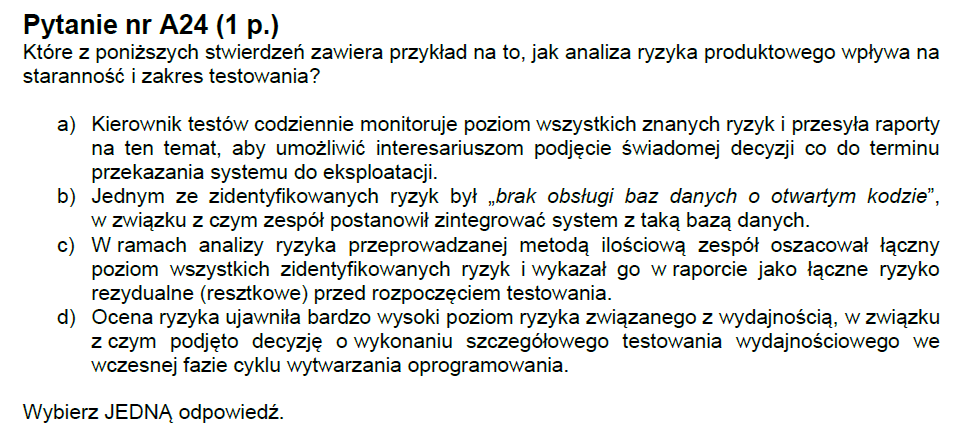 Pytanie nr A24 (1 p.)
Które z poniższych stwierdzeń zawiera przykład na to, jak analiza ryzyka produktowego wpływa na
staranność i zakres testowania?
a) Kierownik testów codziennie monitoruje poziom wszystkich znanych ryzyk i przesyła raporty
na ten temat, aby umożliwić interesariuszom podjęcie świadomej decyzji co do terminu
przekazania systemu do eksploatacji.
b) Jednym ze zidentyfikowanych ryzyk był „brak obsługi baz danych o otwartym kodzie”,
w związku z czym zespół postanowił zintegrować system z taką bazą danych.
c) W ramach analizy ryzyka przeprowadzanej metodą ilościową zespół oszacował łączny
poziom wszystkich zidentyfikowanych ryzyk i wykazał go w raporcie jako łączne ryzyko
rezydualne (resztkowe) przed rozpoczęciem testowania.
d) Ocena ryzyka ujawniła bardzo wysoki poziom ryzyka związanego z wydajnością, w związku
z czym podjęto decyzję o wykonaniu szczegółowego testowania wydajnościowego we
wczesnej fazie cyklu wytwarzania oprogramowania.
Wybierz JEDNĄ odpowiedź.